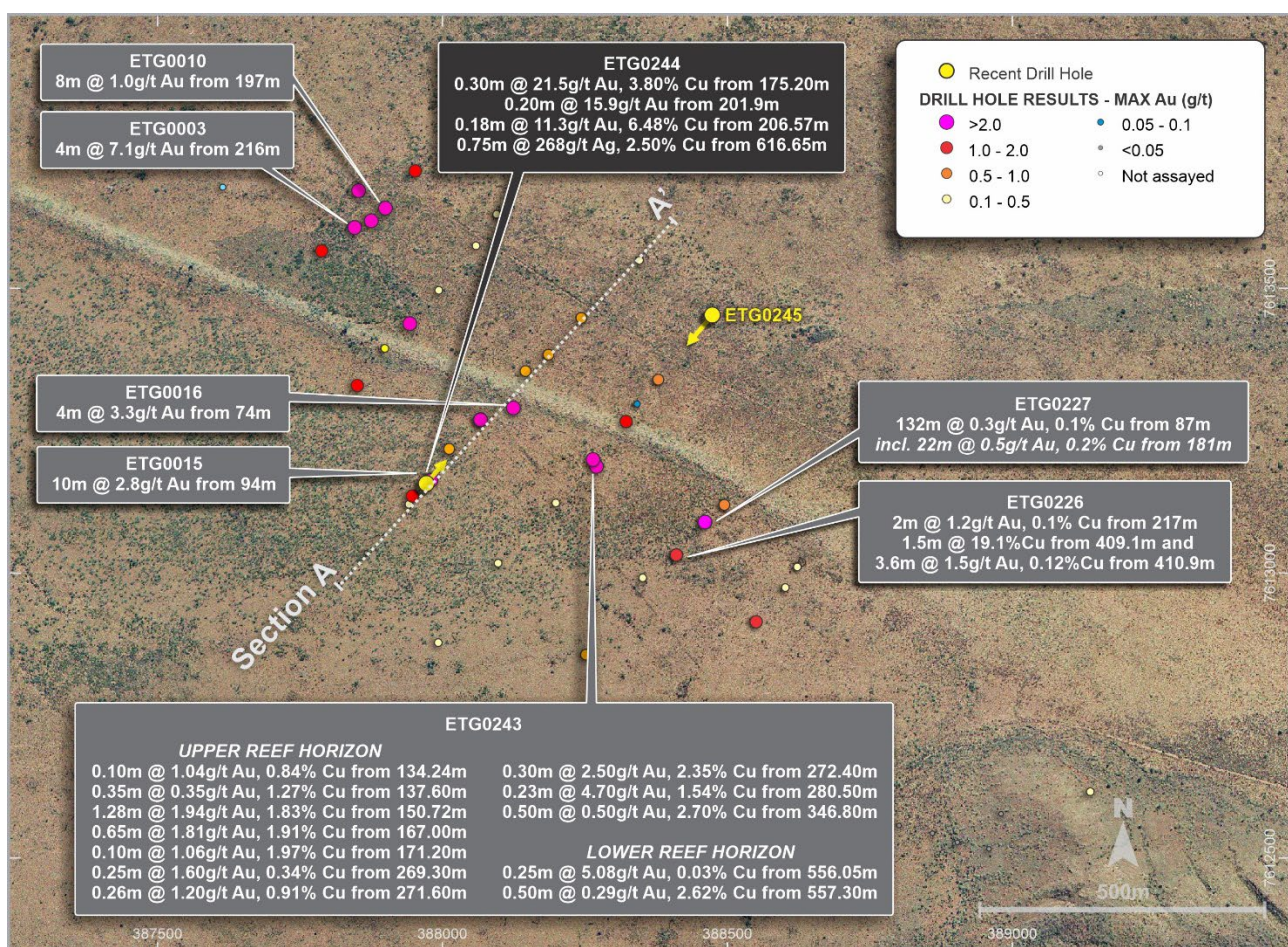 ETG0010
8m @ 1.0g/t Au from 197m
ETG0003
4m @ 7.1g/t Au from 216m
ETG0244
0.30m @ 21.5g/t Au, 3.80% Cu from 175.20m
0.20m @ 15.9g/t Au from 201.9m
0.18m @ 11.3g/t Au, 6.48% Cu from 206.57m
0.75m @ 268g/t Ag, 2.50% Cu from 616.65m
Recent Drill Hole
DRILL HOLE RESULTS - MAX Au (g/t)
>2.0
1.0 - 2.0
0.5 - 1.0
0.1 - 0.5
0.05 - 0.1
<0.05
Not assayed
A'
7613500
ETG0245
ETG0016
4m @ 3.3g/t Au from 74m
ETG0015
10m @ 2.8g/t Au from 94m
ETG0227
132m @ 0.3g/t Au, 0.1% Cu from 87m
incl. 22m @ 0.5g/t Au, 0.2% Cu from 181m
ETG0226
2m @ 1.2g/t Au, 0.1% Cu from 217m
1.5m @ 19.1%Cu from 409.1m and
3.6m @ 1.5g/t Au, 0.12%Cu from 410.9m
7613000
Section A
ETG0243
UPPER REEF HORIZON
0.10m @ 1.04g/t Au, 0.84% Cu from 134.24m
0.35m @ 0.35g/t Au, 1.27% Cu from 137.60m
1.28m @ 1.94g/t Au, 1.83% Cu from 150.72m
0.65m @ 1.81g/t Au, 1.91% Cu from 167.00m
0.10m @ 1.06g/t Au, 1.97% Cu from 171.20m
0.25m @ 1.60g/t Au, 0.34% Cu from 269.30m
0.26m @ 1.20g/t Au, 0.91% Cu from 271.60m
0.30m @ 2.50g/t Au, 2.35% Cu from 272.40m
0.23m @ 4.70g/t Au, 1.54% Cu from 280.50m
0.50m @ 0.50g/t Au, 2.70% Cu from 346.80m
LOWER REEF HORIZON
0.25m @ 5.08g/t Au, 0.03% Cu from 556.05m
0.50m @ 0.29g/t Au, 2.62% Cu from 557.30m
N
500m
7612500
387500
388000
388500
389000